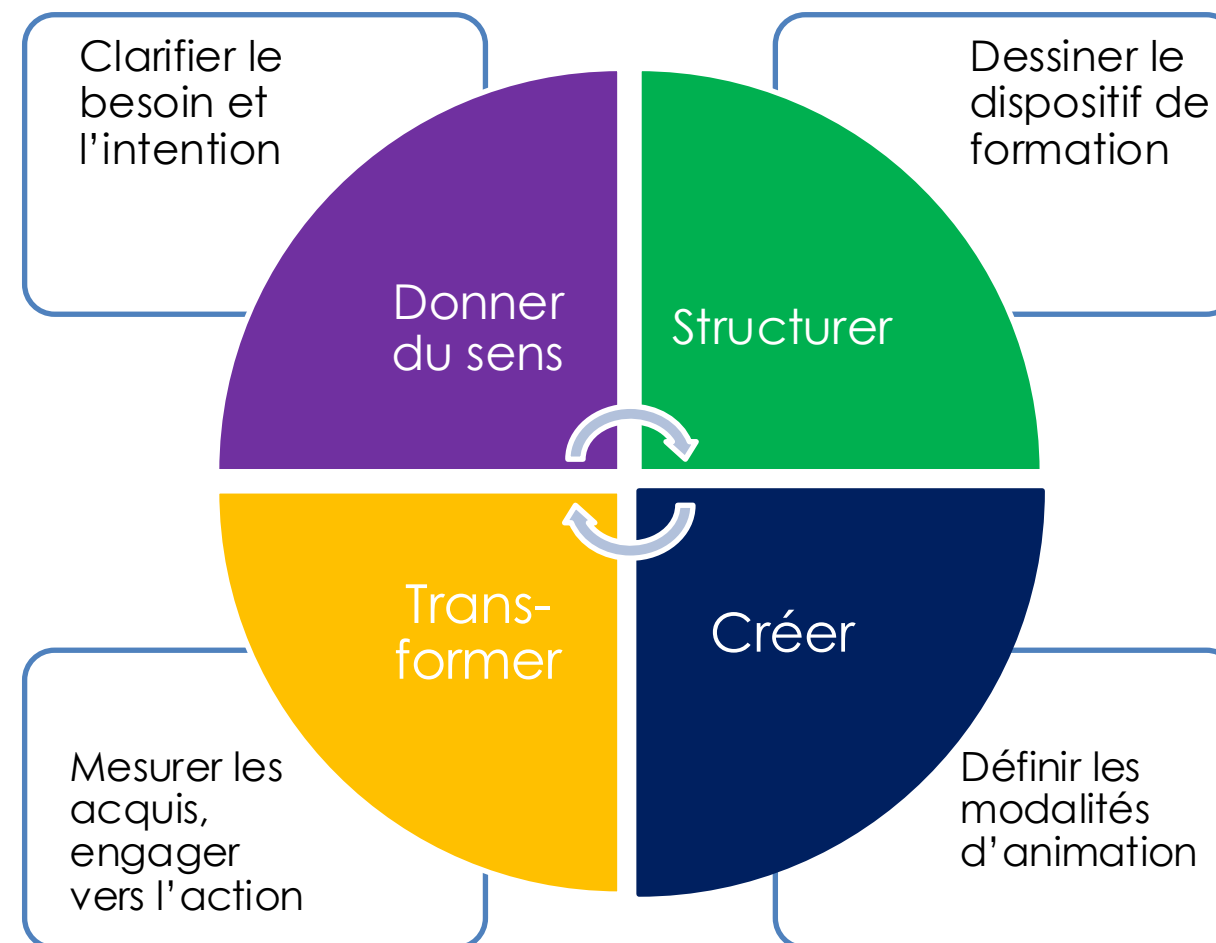 Clarifier le
besoin et
l’intention
Dessiner le
dispositif de
formation
Donner
du sens
Structurer
Trans-
former
Créer
Mesurer les
acquis,
engager
vers l’action
Définir les
modalités
d’animation